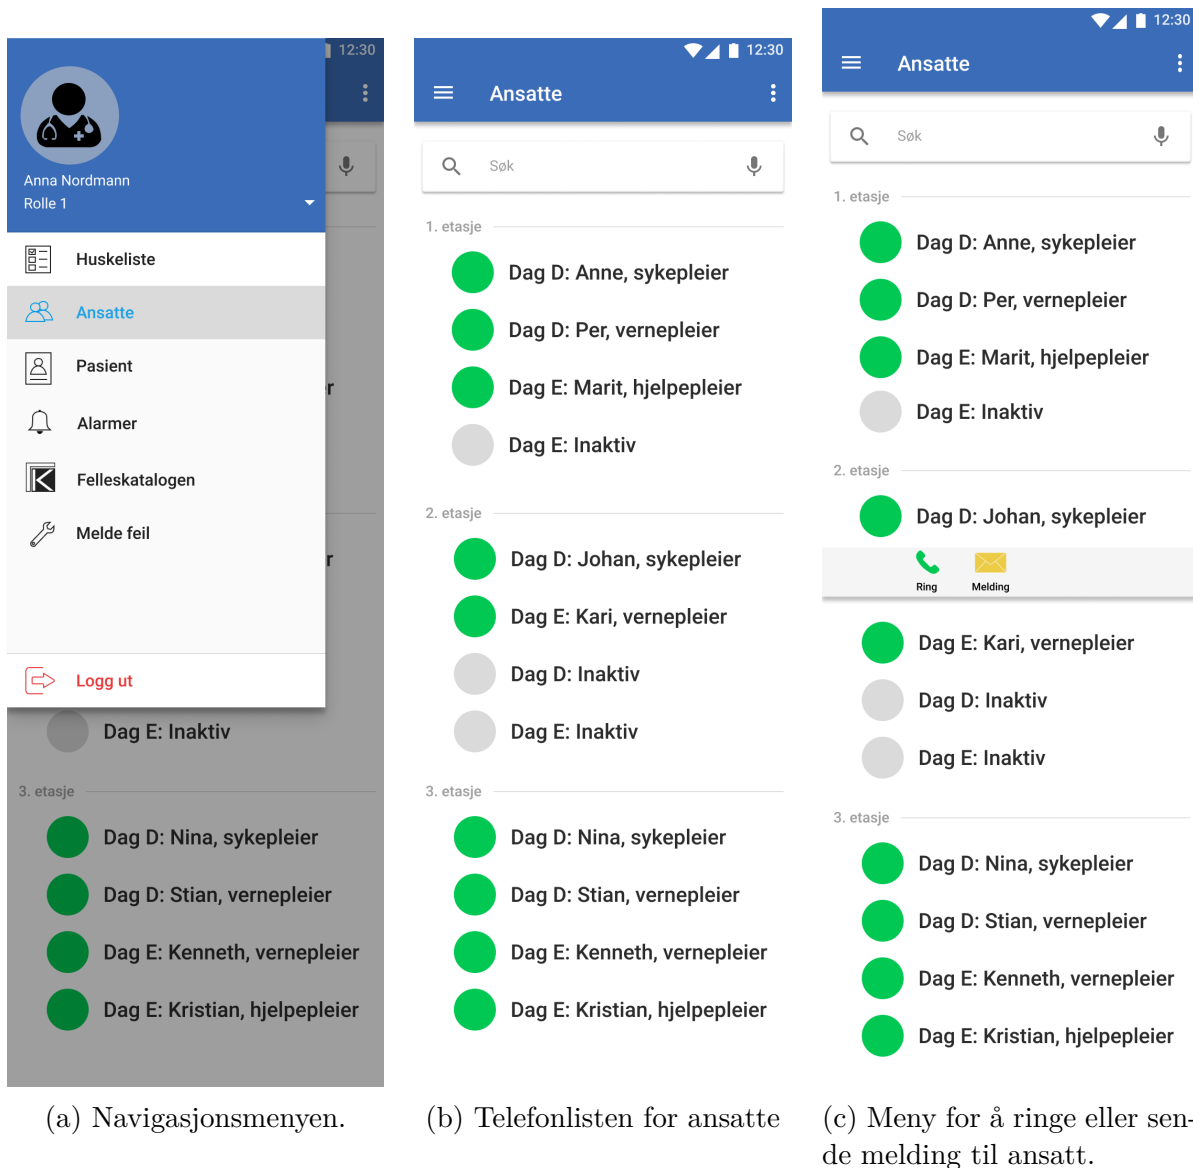 12:30
Anna Nordmann
Rolle 1
Huskeliste
Ansatte
Pasient
Alarmer
Felleskatalogen
Melde feil
Logg ut
r
r
Dag E: Inaktiv
3. etasje
Dag D: Nina, sykepleier
Dag D: Stian, vernepleier
Dag E: Kenneth, vernepleier
Dag E: Kristian, hjelpepleier
(a) Navigasjonsmenyen.
12:30
Ansatte
Søk
1. etasje
Dag D: Anne, sykepleier
Dag D: Per, vernepleier
Dag E: Marit, hjelpepleier
Dag E: Inaktiv
2. etasje
Dag D: Johan, sykepleier
Dag E: Kari, vernepleier
Dag D: Inaktiv
Dag E: Inaktiv
3. etasje
Dag D: Nina, sykepleier
Dag D: Stian, vernepleier
Dag E: Kenneth, vernepleier
Dag E: Kristian, hjelpepleier
(b) Telefonlisten for ansatte
12:30
Ansatte
Søk
1. etasje
Dag D: Anne, sykepleier
Dag D: Per, vernepleier
Dag E: Marit, hjelpepleier
Dag E: Inaktiv
2. etasje
Dag D: Johan, sykepleier
Ring Melding
Dag E: Kari, vernepleier
Dag D: Inaktiv
Dag E: Inaktiv
3. etasje
Dag D: Nina, sykepleier
Dag D: Stian, vernepleier
Dag E: Kenneth, vernepleier
Dag E: Kristian, hjelpepleier
(c) Meny for å ringe eller sen-
de melding til ansatt.